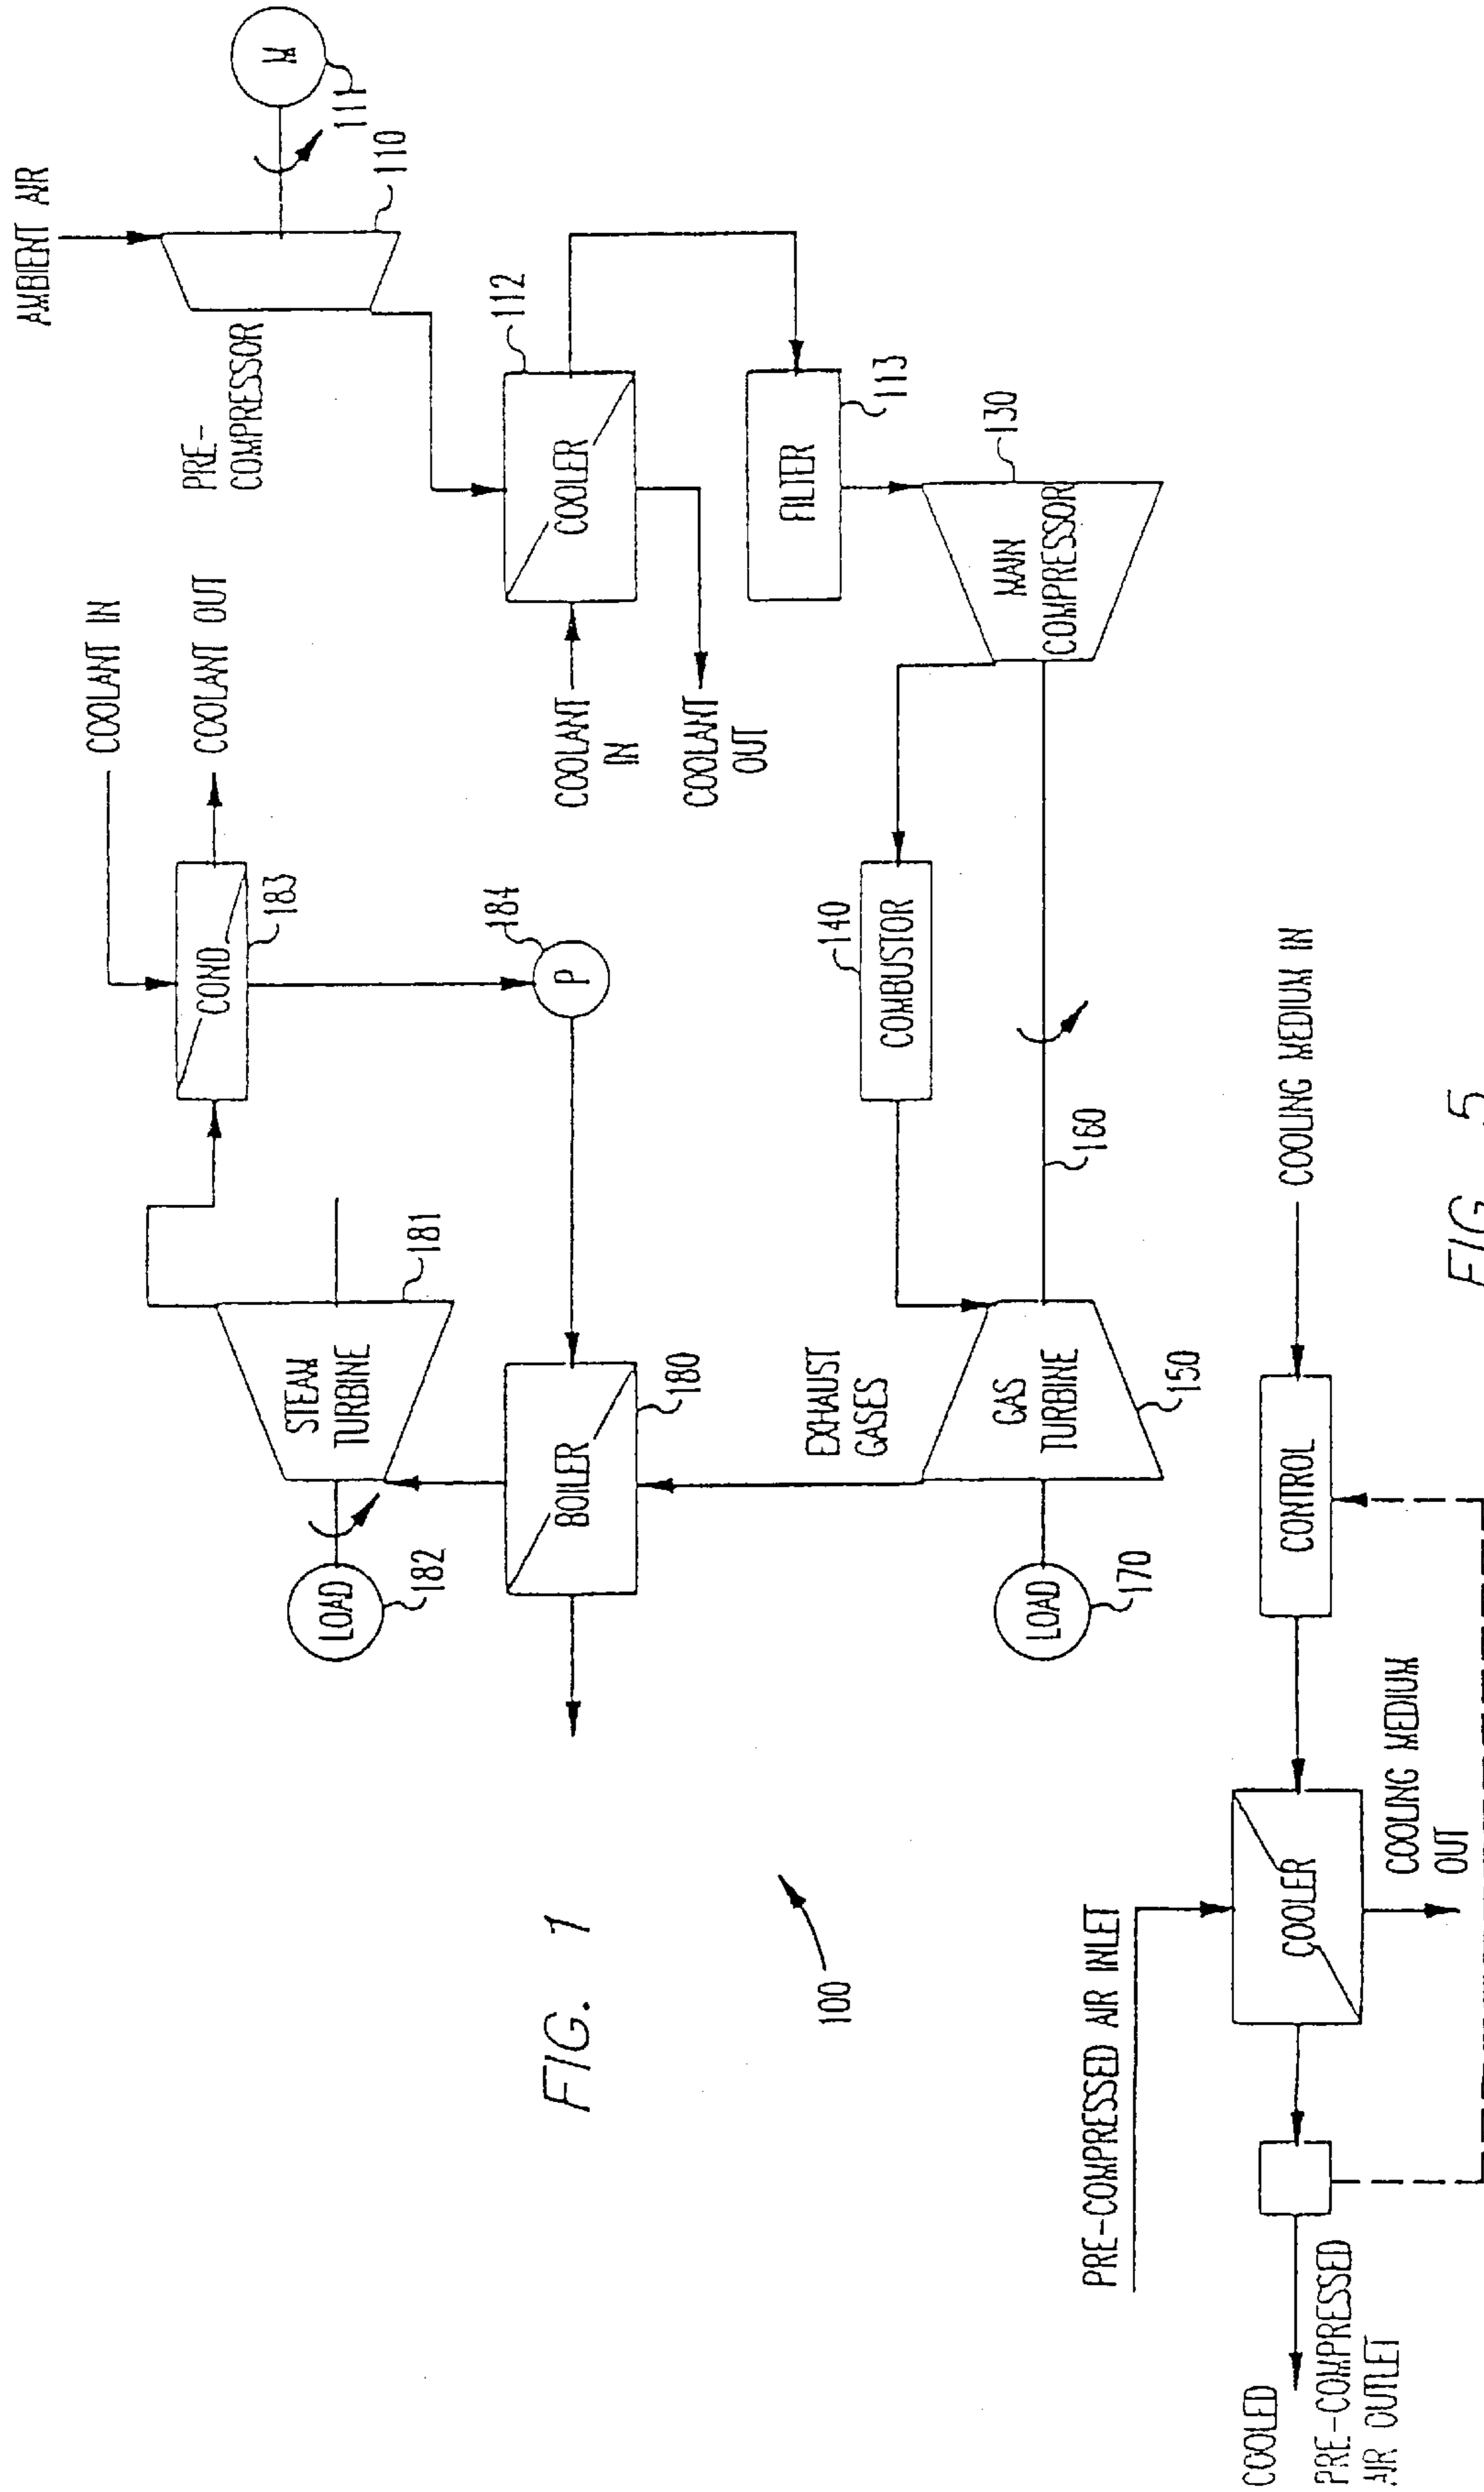 AMBIENT AIR
M
111
110
PRE-
COMPRESSOR
COOLANT IN
COOLANT OUT
112
COOLER
COOLANT
IN
COOLANT
OUT
FILTER
113
130
MAIN
COMPRESSOR
COND
183
184
P
140
COMBUSTOR
160
STEAM
TURBINE
181
LOAD
182
BOILER
180
EXHAUST
GASES
GAS
TURBINE
150
LOAD
170
FIG. 1
100
COOLING MEDIUM IN
CONTROL
COOLER
COOLING MEDIUM
OUT
PRE-COMPRESSED AIR INLET
COOLED
PRE-COMPRESSED
AIR OUTLET
FIG. 5